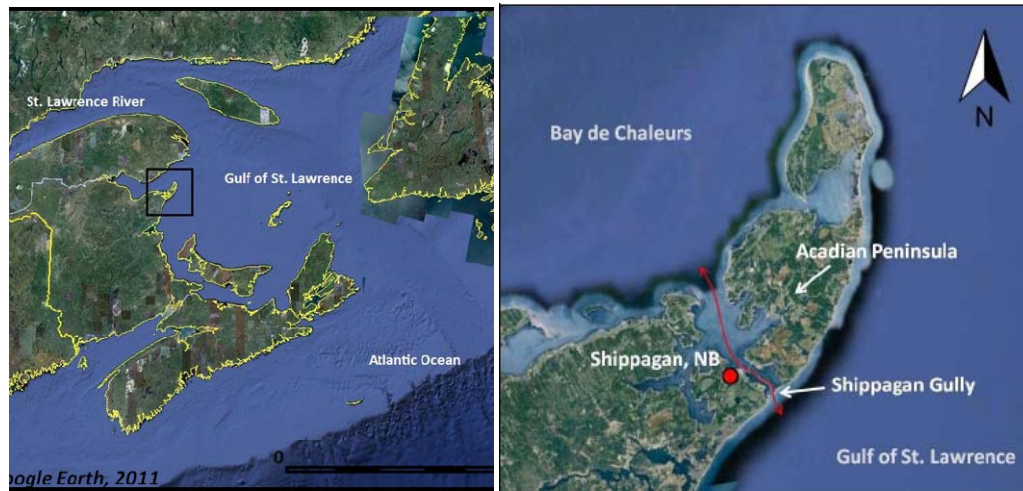 St. Lawrence River
Gulf of St. Lawrence
Atlantic Ocean
0
oogle Earth, 2011
N
Bay de Chaleurs
Acadian Peninsula
Shippagan, NB
Shippagan Gully
Gulf of St. Lawrence